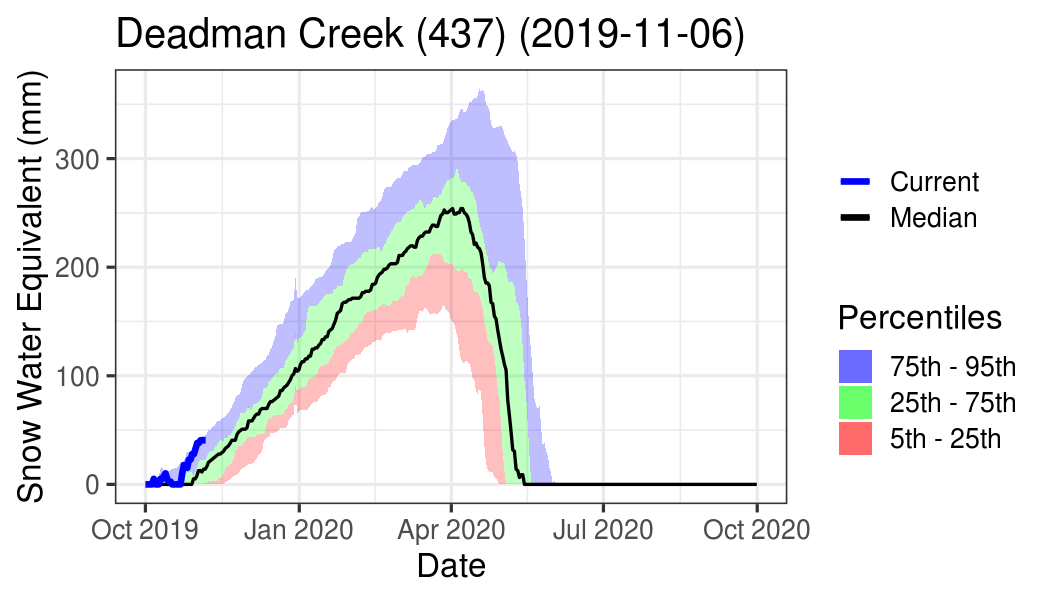 Deadman Creek (437) (2019-11-06)
Snow Water Equivalent (mm)
300
200
100
0
Oct 2019
Jan 2020
Apr 2020
Jul 2020
Oct 2020
Date
Current
Median
Percentiles
75th - 95th
25th - 75th
5th - 25th